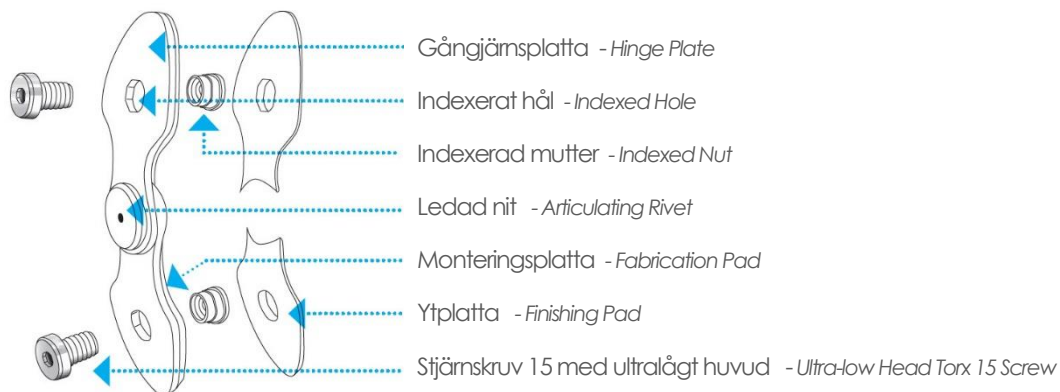 Gångjärnsplatta - Hinge Plate
Indexerat hål - Indexed Hole
Indexerad mutter - Indexed Nut
Ledad nit - Articulating Rivet
Monteringsplatta - Fabrication Pad
Ytplatta - Finishing Pad
Stjärnskruv 15 med ultralågt huvud - Ultra-low Head Torx 15 Screw